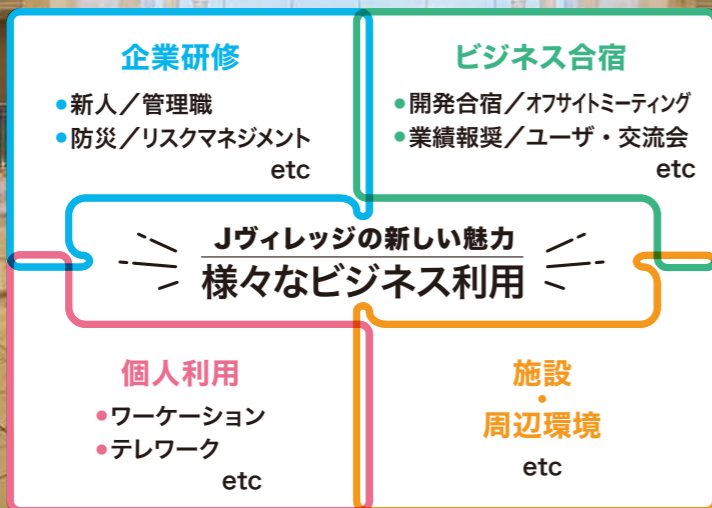 企業研修
●新人／管理職
●防災／リスクマネジメント
etc
ビジネス合宿
●開発合宿／オフサイトミーティング
●業績報奨／ユーザ・交流会
etc
Jヴィレッジの新しい魅力
様々なビジネス利用
個人利用
●ワーケーション
●テレワーク
etc
施設
・
周辺環境
etc